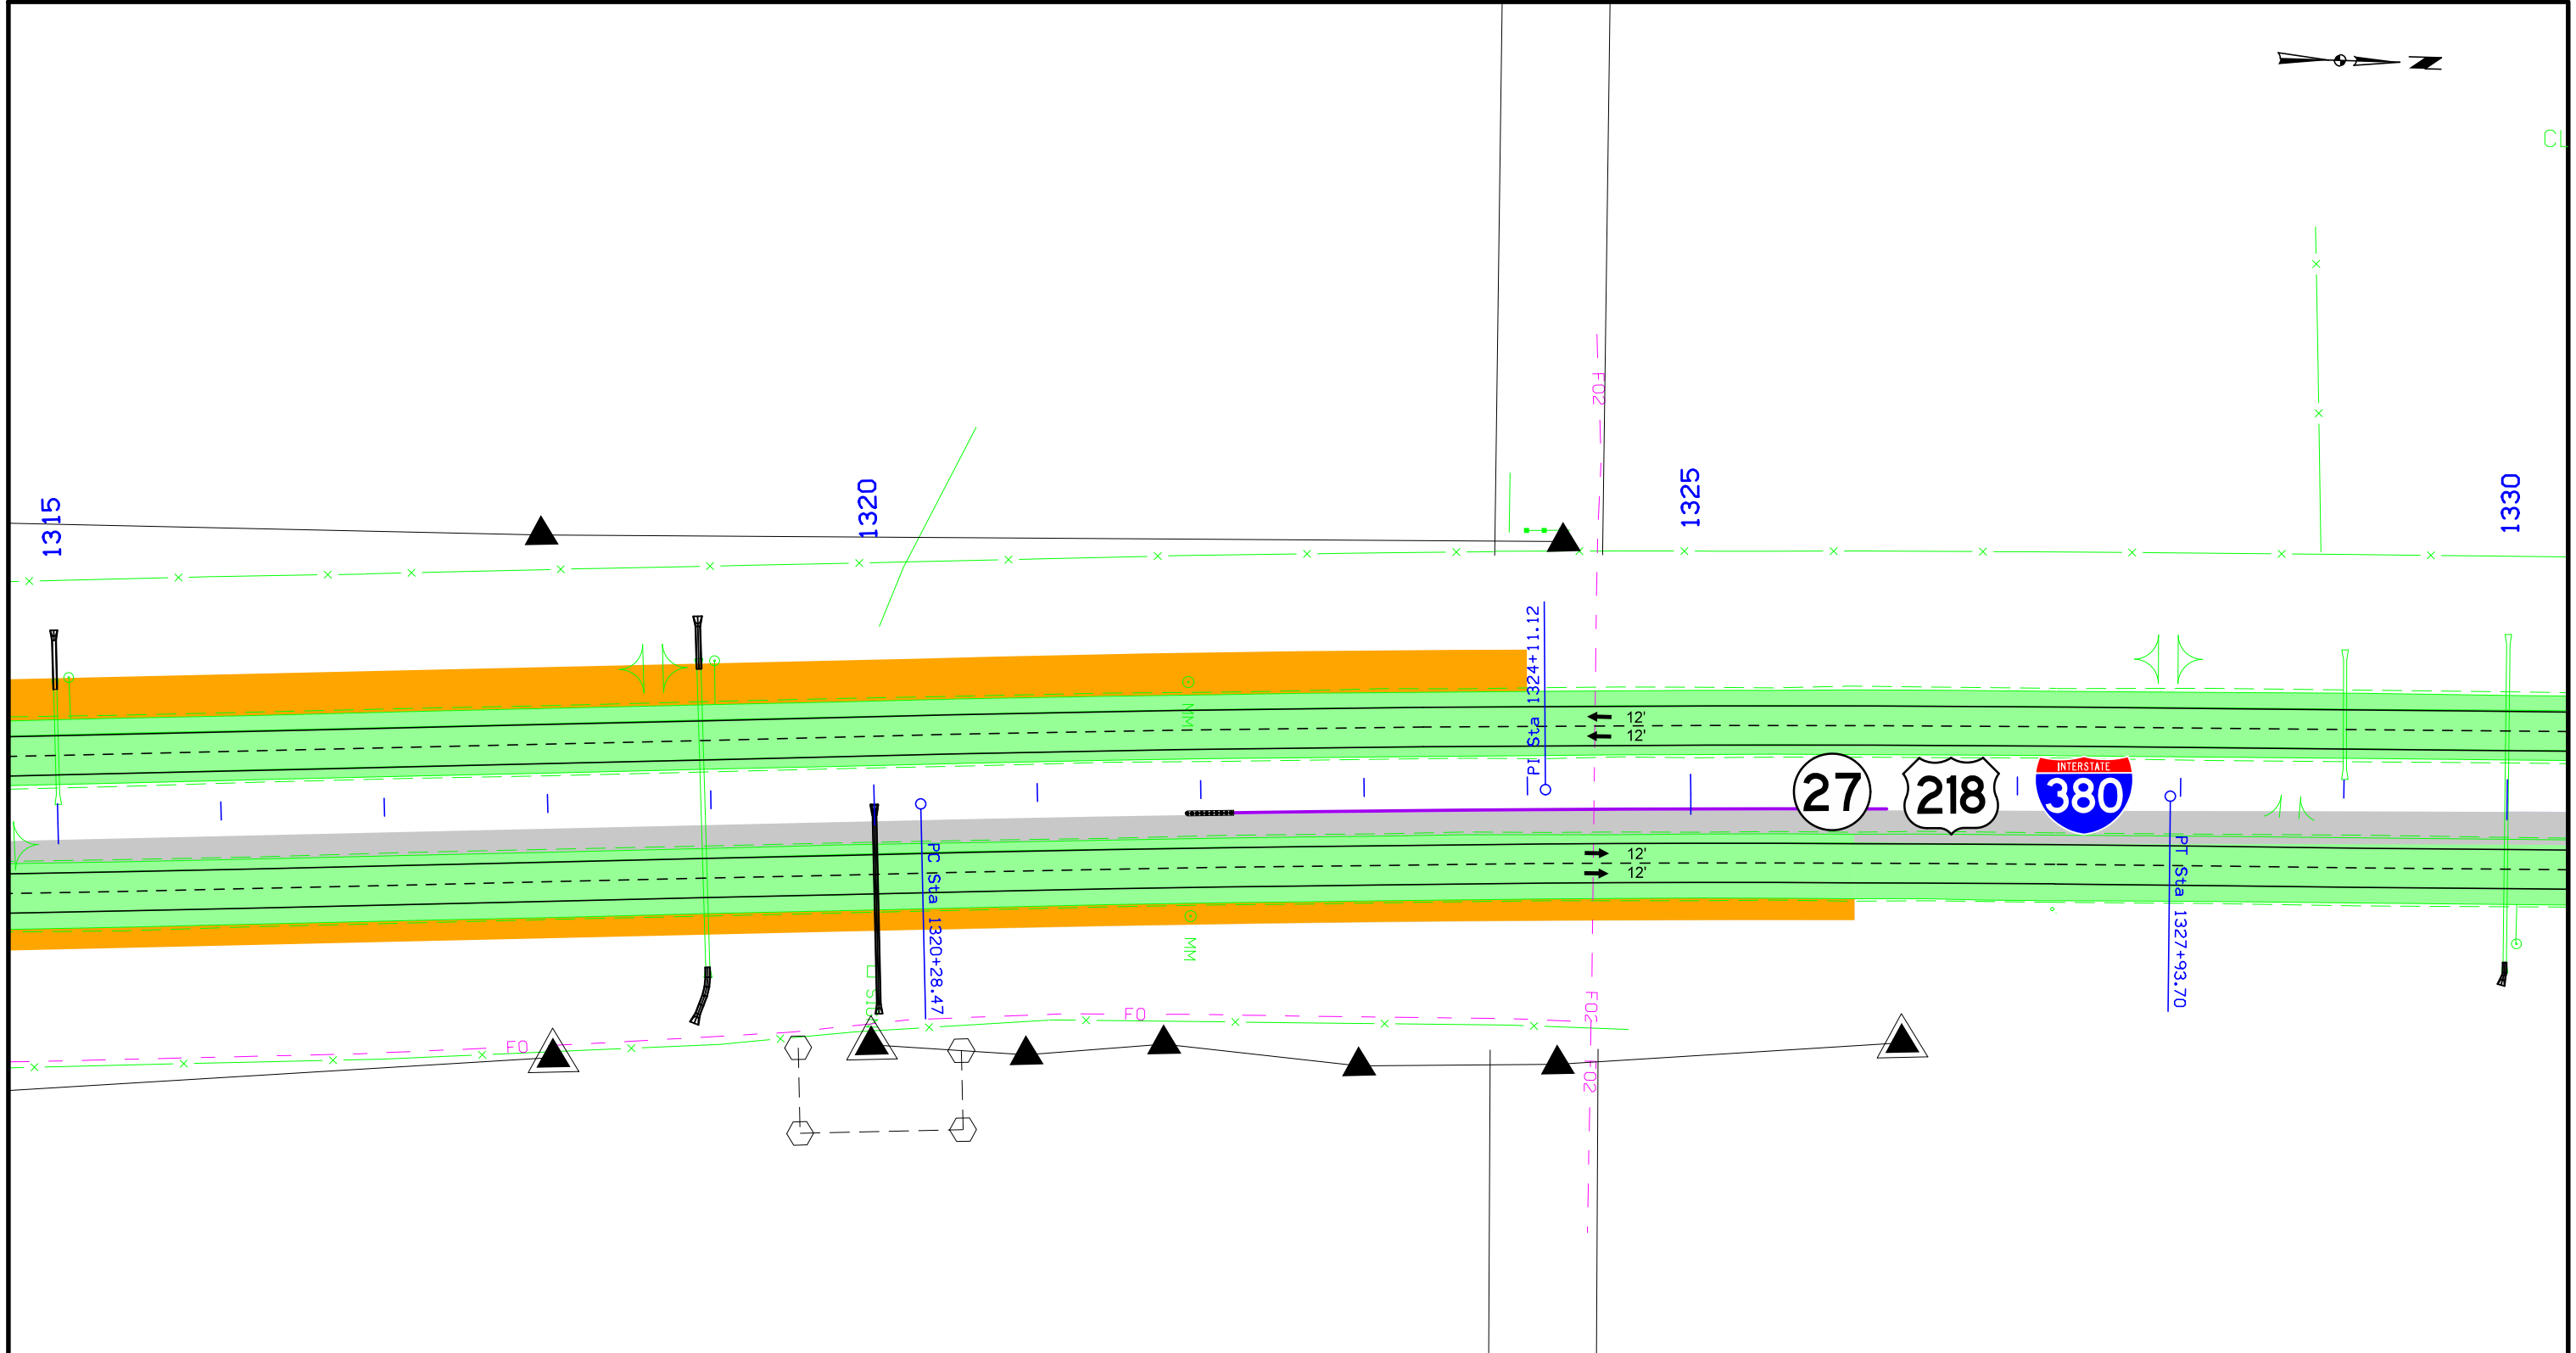 N
CL
FO2
1315
1320
1325
1330
PI Sta 1324+11.12
MM
12'
12'
27
218
INTERSTATE
380
12'
12'
PC Sta 1320+28.47
PT Sta 1327+93.70
MM
FO2
FO
FO
FO2